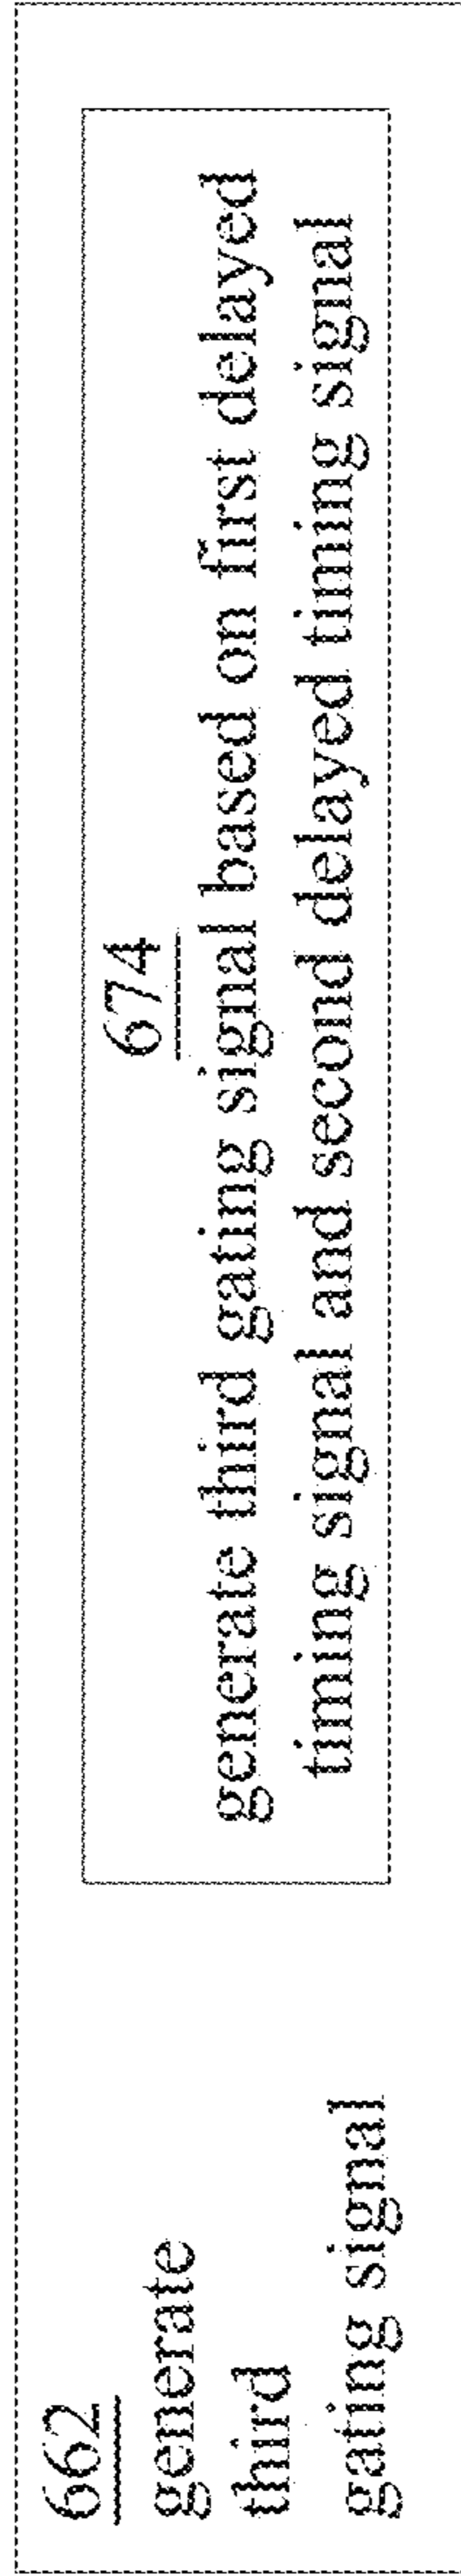 662
generate
third
gating signal
674
generate third gating signal based on first delayed
timing signal and second delayed timing signal